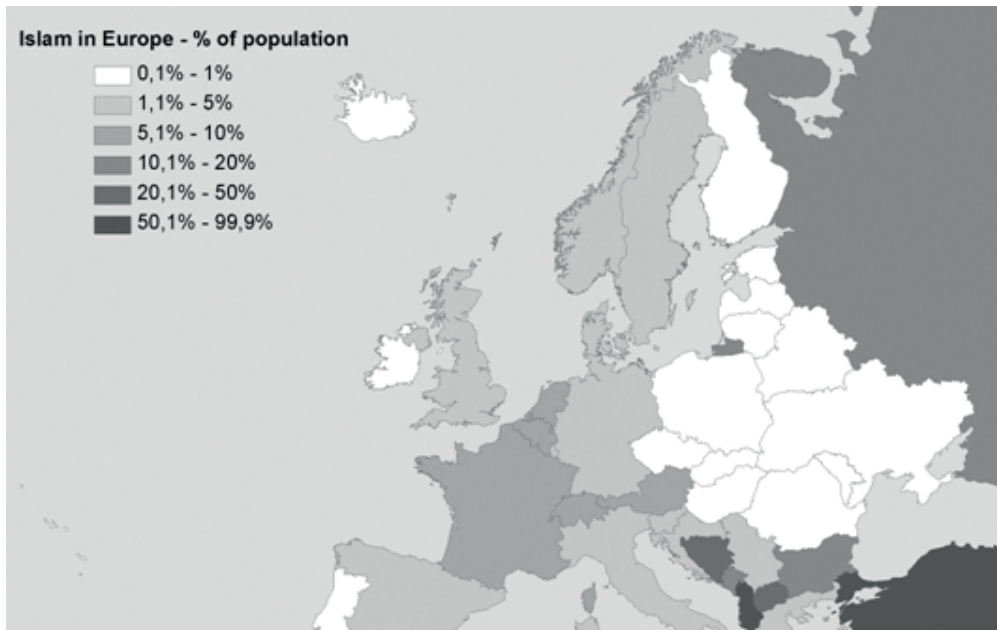 Islam in Europe - % of population
0,1% - 1%
1,1% - 5%
5,1% - 10%
10,1% - 20%
20,1% - 50%
50,1% - 99,9%